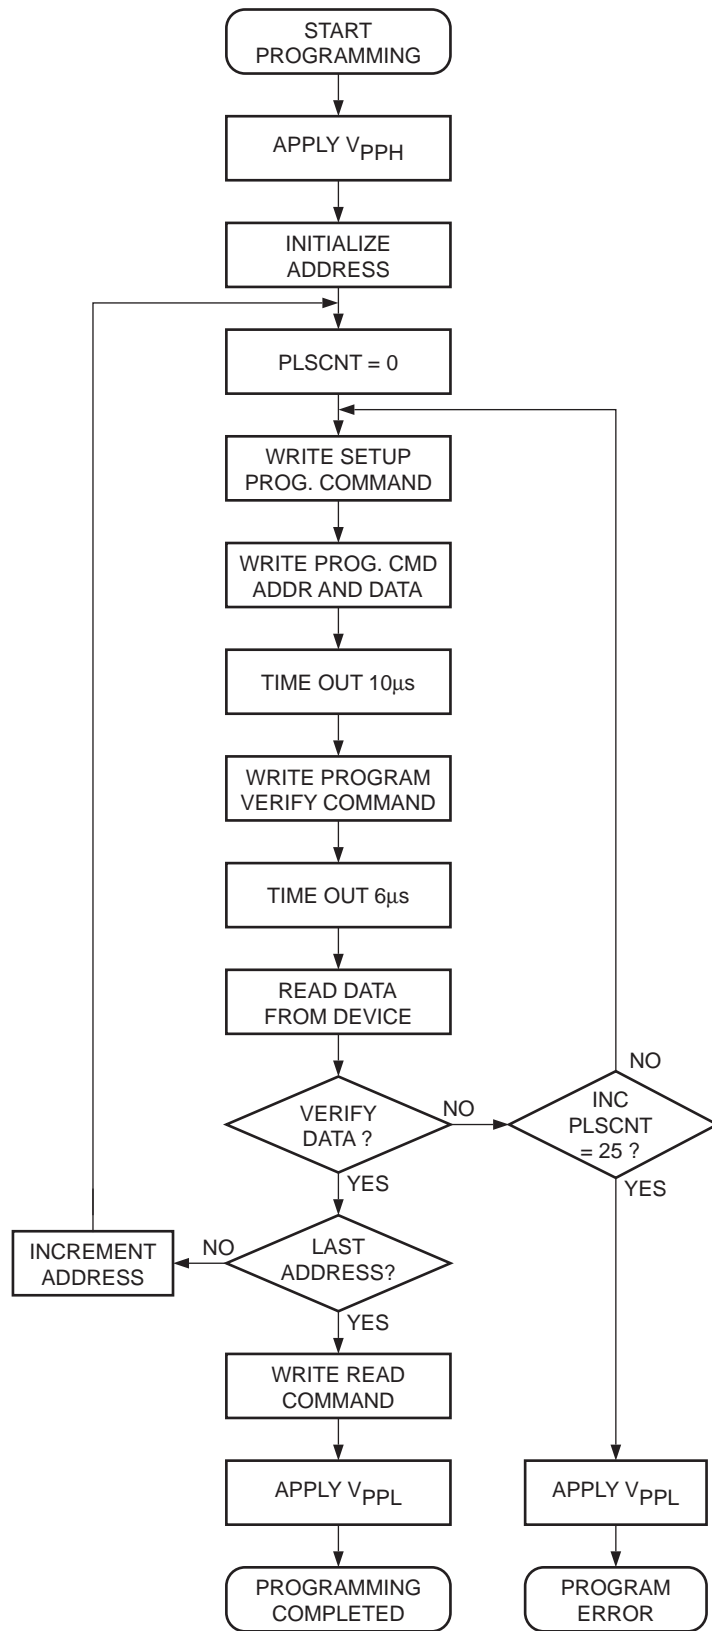 START
PROGRAMMING
APPLY VPPH
INITIALIZE
ADDRESS
PLSCNT = 0
WRITE SETUP
PROG. COMMAND
WRITE PROG. CMD
ADDR AND DATA
TIME OUT 10μs
WRITE PROGRAM
VERIFY COMMAND
TIME OUT 6μs
READ DATA
FROM DEVICE
VERIFY
DATA ?
NO
INC
PLSCNT
= 25 ?
NO
YES
YES
LAST
ADDRESS?
NO
INCREMENT
ADDRESS
YES
WRITE READ
COMMAND
APPLY VPPL
APPLY VPPL
PROGRAMMING
COMPLETED
PROGRAM
ERROR